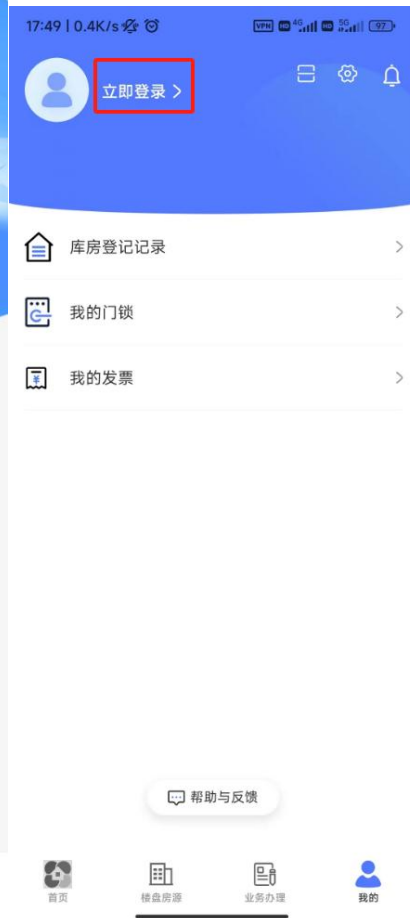 17:49 | 0.4K/s
VPN HD 4G HD 5G 97
立即登录 >
库房登记记录
我的门锁
我的发票
帮助与反馈
首页 楼盘房源 业务办理 我的